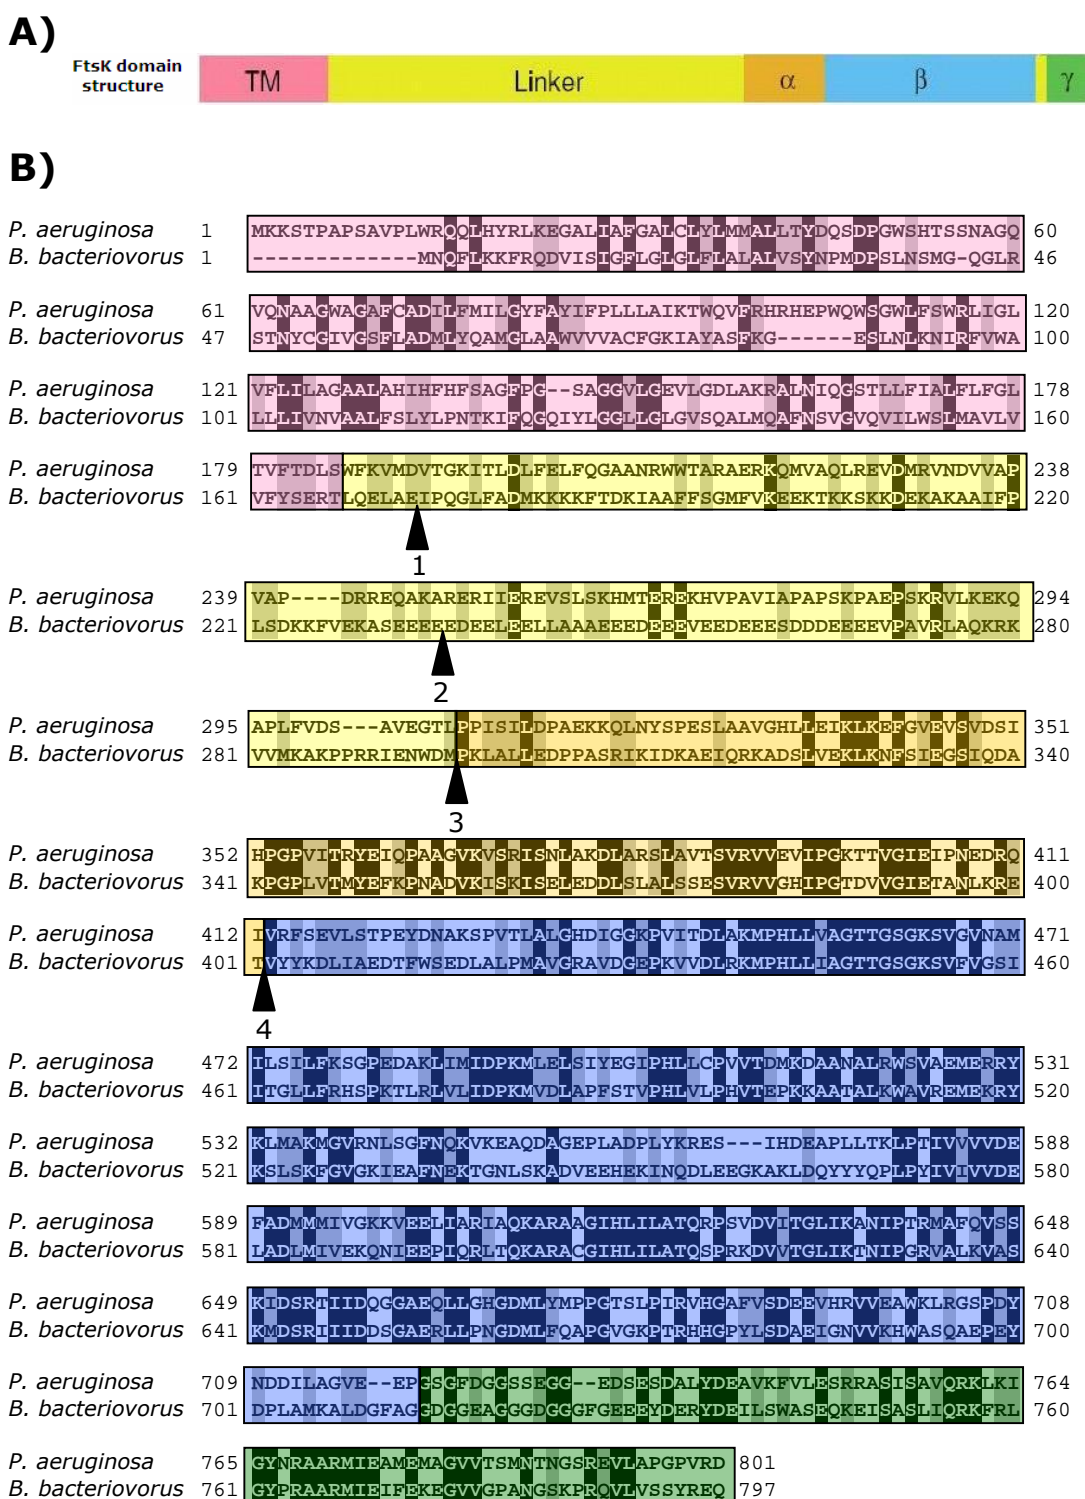 A)
FtsK domain structure
TM Linker α β γ
B)
P. aeruginosa 1 MKKSTPAPSAVPLWRQQLHYRLKEGALIAFGALCLYLMMALLTYDQSDPGWSHTSSNAGQ 60
B. bacteriovorus 1 -------------MNQFLKKFRQDVISIGFLGLGLFLALALVSYNPMDPSLNSMG-QGLR 46
P. aeruginosa 61 VQNAAGWAGAFCADILFMILGYFAYIFPLLLAIKTWQVFRHRHEPWQWSGWLFSWRLIGL 120
B. bacteriovorus 47 STNYCGIVGSFLADMLYQAMGLAAWVVVVACFGKIAYASFKG------ESLNLKNIRFVWA 100
P. aeruginosa 121 VFLILAGAALAHIHFHFSAGFPG--SAGGVLGEVLGDLAKRALNIQGSTLLFIALFLFGL 178
B. bacteriovorus 101 LLLIVNVAALFSLYLPNTKIFQGQIYLGGLLGLGVSQALMQAFNSVGVQVILWSLMAVLV 160
P. aeruginosa 179 TVFTDLSWFKVMDVTGKITLDLFELFQGAANRWWTARAERKQMVAQLREVDMRVNDVVAP 238
B. bacteriovorus 161 VFYSERTLQELAEIPQGLFADMKKKKFTDKIAAFFSGMFVKEEKTKKSKKDEKAKAAIFP 220
1
P. aeruginosa 239 VAP----DRREQAKARERIIEREVSLSKHMTEREKHVPAVIAPAPSKPAEPSKRVLKEKQ 294
B. bacteriovorus 221 LSDKKFVEKASEEEEEEDEELEELLAAAEEEDEEEVEEDEEESDDDEEEEVPAVRLAQKRK 280
2
P. aeruginosa 295 APLFVDS---AVEGTLPPISILDPAEKKQLNYSPESLAAVGHLLEIKLKEFGVEVSVDSI 351
B. bacteriovorus 281 VVMKAKPPRRIENWDMPKLALLEDPPASRIKIDKAEIQRKADSLVEKLKNFSIEGSIQDA 340
3
P. aeruginosa 352 HPGPVITRYEIQPAAGVKVSRISNLAKDLARSLAVTSVRVVEVIPGKTTVGIEIPNEDRQ 411
B. bacteriovorus 341 KPGPLVTMYEFKPNADVKISKISELEDDLSLALSSESVRVVGHIPGTDVVGIETANLKRE 400
P. aeruginosa 412 IVRFSEVLSTPEYDNAKSPVTLALGHDIGGKPVITDLAKMPHLLVAGTTGSGKSVGVNAM 471
B. bacteriovorus 401 TVYYKDLIAEDTFWSEDLALPMAVGRAVDGEPKVVDLRKMPHLLIAGTTGSGKSVFVGSI 460
4
P. aeruginosa 472 ILSILFKSGPEDAKLIMIDPKMLELSIYEGIPHLLCPVVTDMKDAANALRWSVAEMERRY 531
B. bacteriovorus 461 ITGLLFRHSPKTLRLVLIDPKMVDLAPFSTVPHLVLPHVTEPKKAATALKWAVREMEKRY 520
P. aeruginosa 532 KLMAKMGVRNLSGFNQKVKEAQDAGEPLADPLYKRES---IHDEAPLLTKLPTIVVVVDE 588
B. bacteriovorus 521 KSLSKFGVGKIEAFNEKTGNLSKADVEEHEKINQDLEEGKAKLDQYYYQPLPYIVIVVDE 580
P. aeruginosa 589 FADMMMIVGKKVEELIARIAQKARAAGIHLILATQRPSVDVITGLIKANIPTRMAFQVSS 648
B. bacteriovorus 581 LADLMIVEKQNIEEPIQRLTQKARACGIHLILATQSPRKDVVTGLIKTNIPGRVALKVAS 640
P. aeruginosa 649 KIDSRTIIDQGGAEQLLGHGDMLYMPPGTSLPIRVHGAFVSDEEVHRVVEAWKLRGSPDY 708
B. bacteriovorus 641 KMDSRIIIDDSGAERLLPNGDMLFQAPGVGKPTRHHGPYLSDAEIGNVVKHWASQAEPEY 700
P. aeruginosa 709 NDDILAGVE--EPGSGFDGGSSEGG--EDSESDALYDEAVKFVLESRRASISAVQRKLKI 764
B. bacteriovorus 701 DPLAMKALDGFAGGDGGEAGGGDGGGFGEEEYDERYDEILSWASEQKEISASLIQRKFRL 760
P. aeruginosa 765 GYNRAARMIEAMEMAGVVTSMNTNGSREVLAPGPVRD 801
B. bacteriovorus 761 GYPRAARMIEIFEKEGVVGPANGSKPRQVLVSSYREQ 797